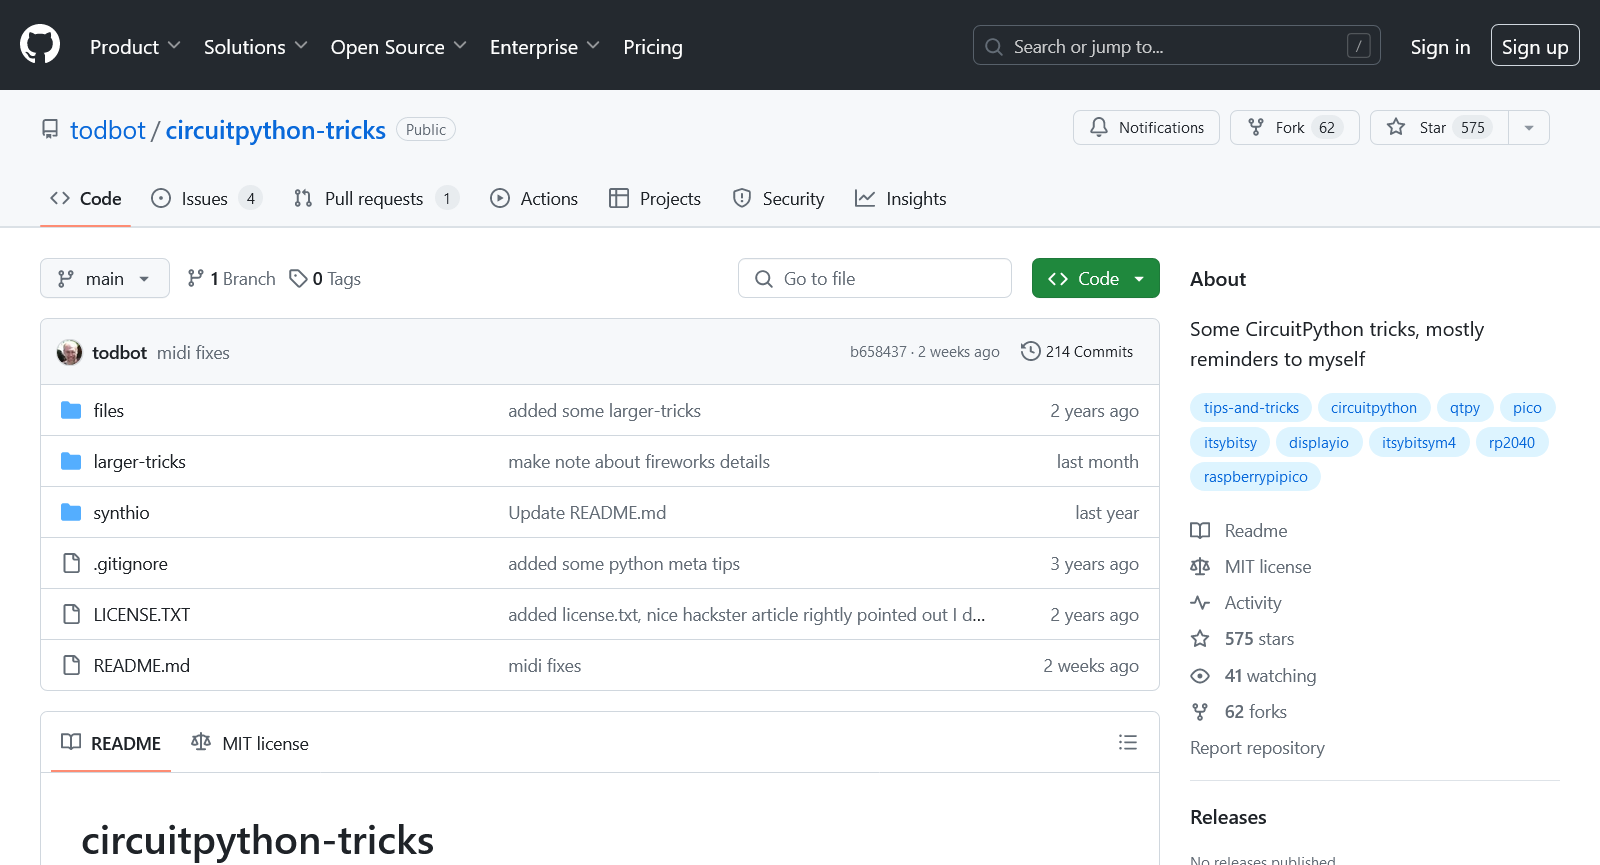 Product Solutions Open Source Enterprise Pricing Search or jump to... / Sign in Sign up
todbot / circuitpython-tricks Public Notifications Fork 62 Star 575
Code Issues 4 Pull requests 1 Actions Projects Security Insights
main 1 Branch 0 Tags Go to file Code
todbot midi fixes b658437 · 2 weeks ago 214 Commits
files added some larger-tricks 2 years ago
larger-tricks make note about fireworks details last month
synthio Update README.md last year
.gitignore added some python meta tips 3 years ago
LICENSE.TXT added license.txt, nice hackster article rightly pointed out I d... 2 years ago
README.md midi fixes 2 weeks ago
README MIT license
circuitpython-tricks
About
Some CircuitPython tricks, mostly
reminders to myself
tips-and-tricks circuitpython qtpy pico
itsybitsy displayio itsybitsym4 rp2040
raspberrypipico
Readme
MIT license
Activity
575 stars
41 watching
62 forks
Report repository
Releases
No releases published